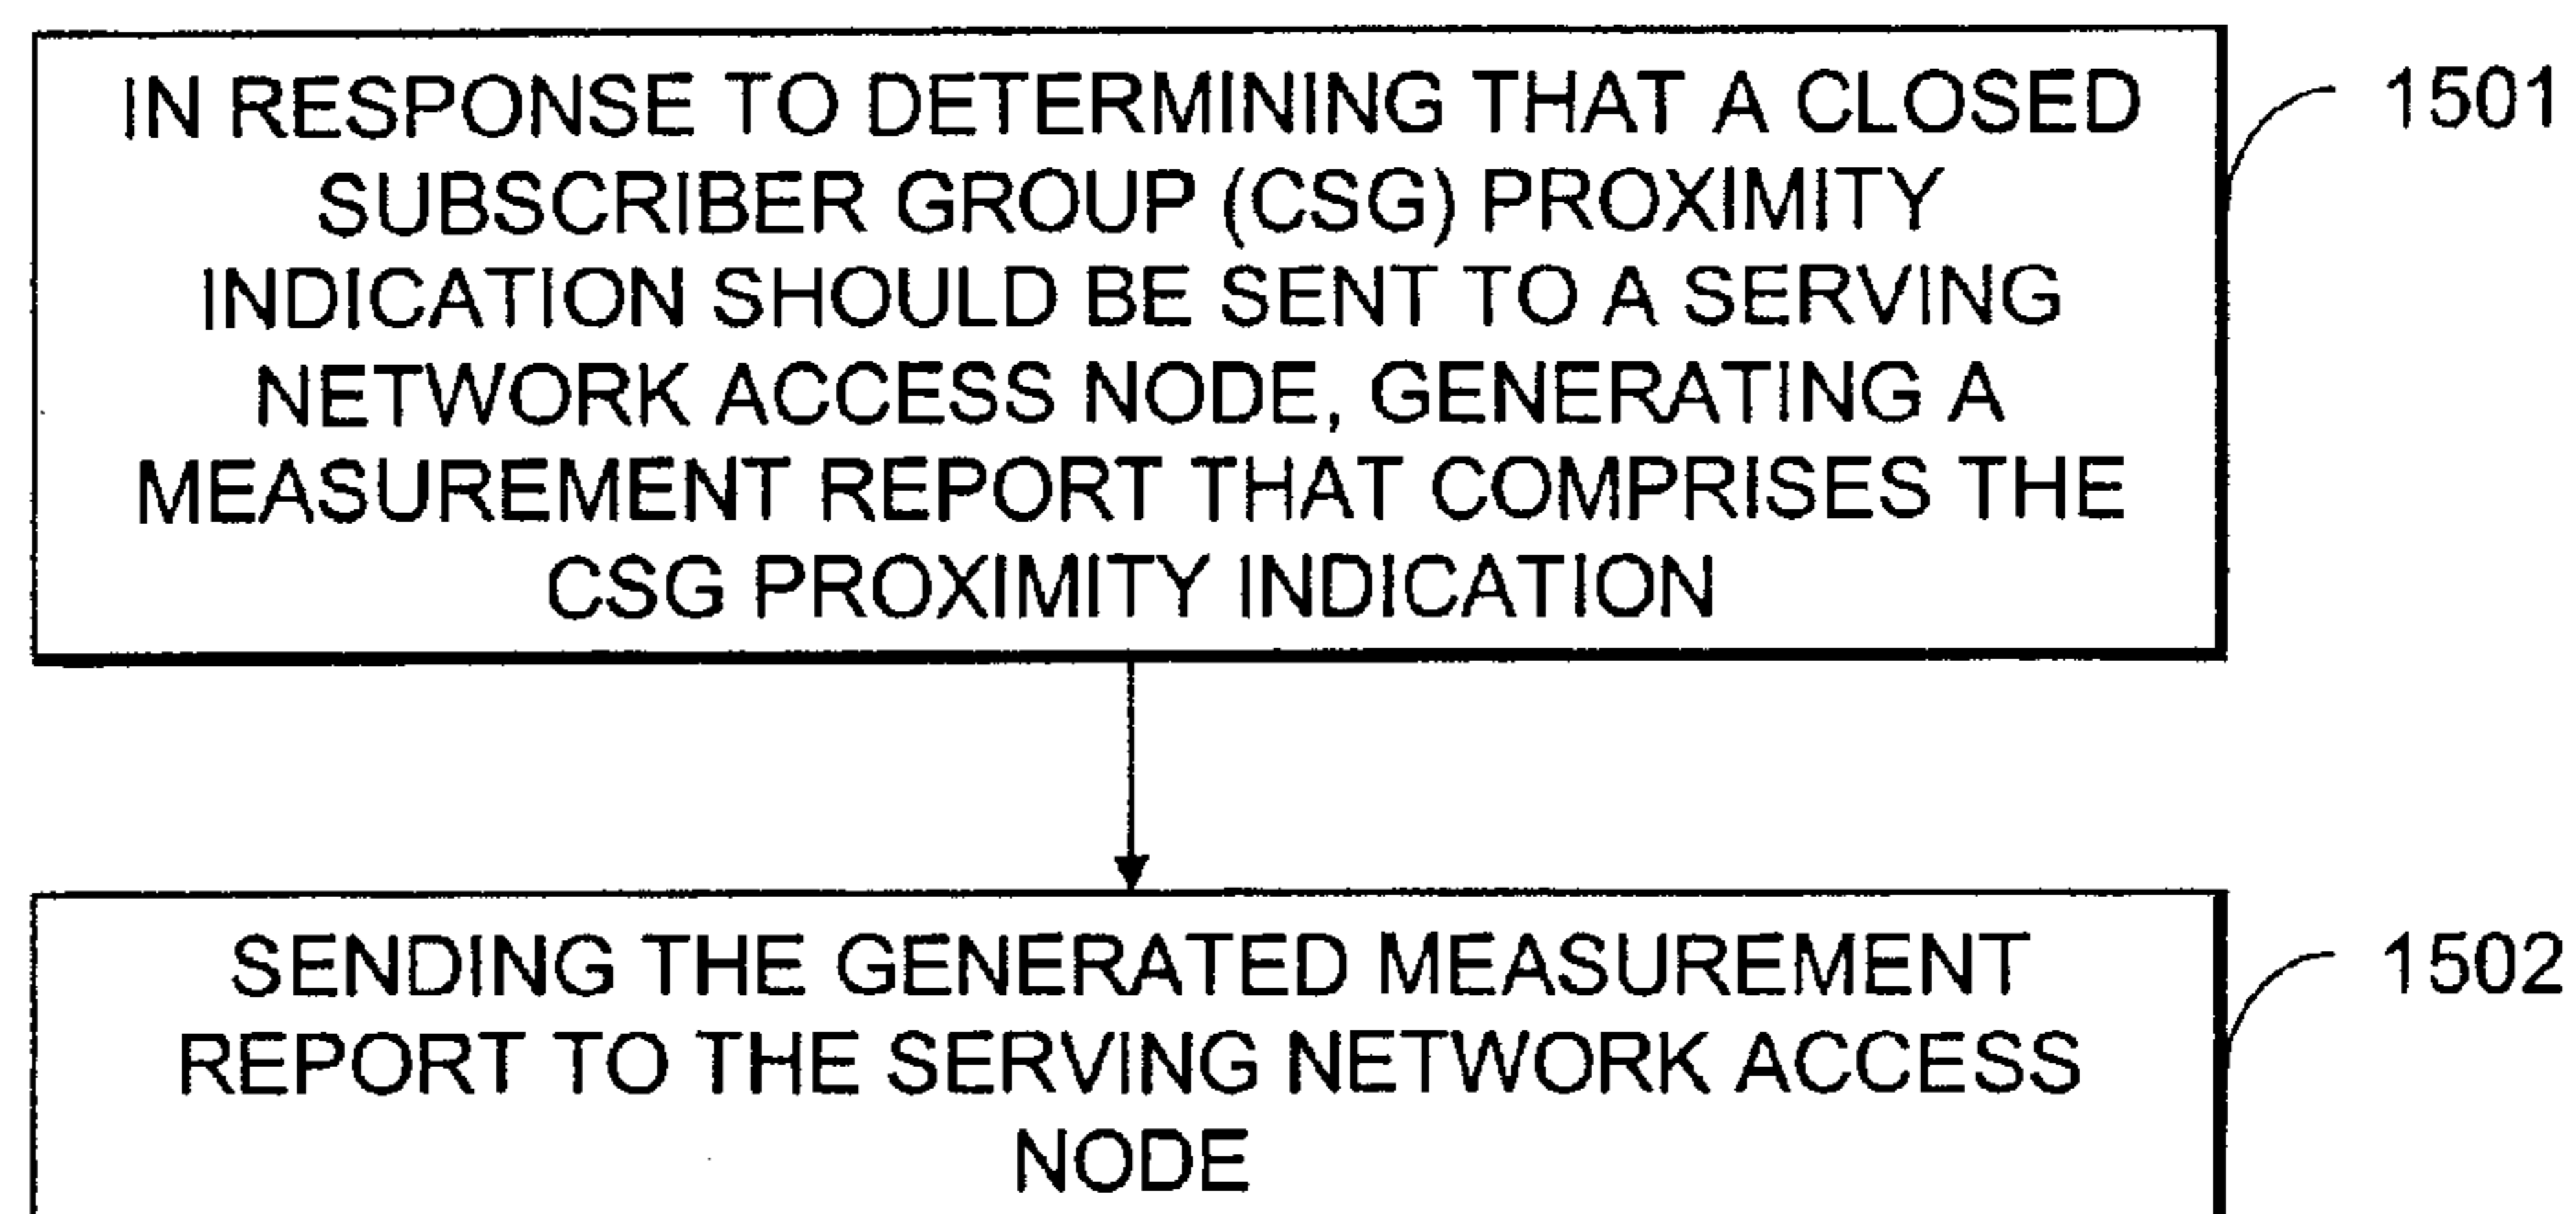 IN RESPONSE TO DETERMINING THAT A CLOSED
SUBSCRIBER GROUP (CSG) PROXIMITY
INDICATION SHOULD BE SENT TO A SERVING
NETWORK ACCESS NODE, GENERATING A
MEASUREMENT REPORT THAT COMPRISES THE
CSG PROXIMITY INDICATION
1501
SENDING THE GENERATED MEASUREMENT
REPORT TO THE SERVING NETWORK ACCESS
NODE
1502